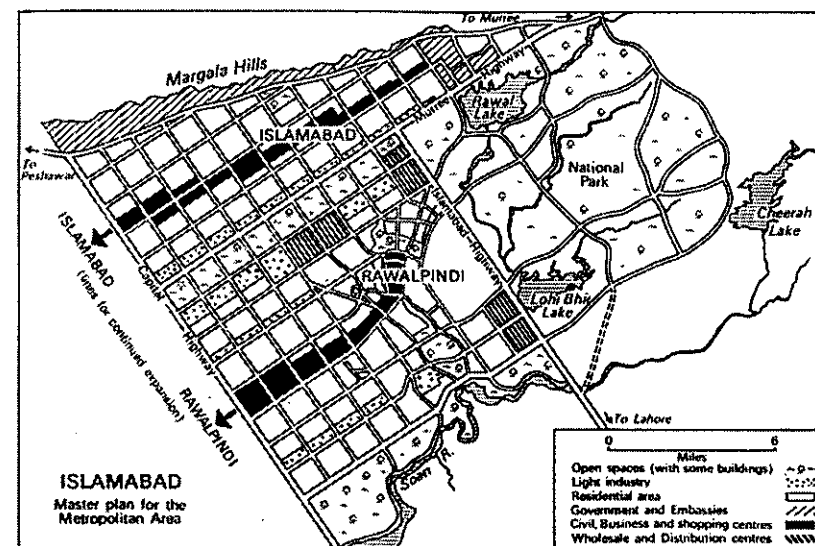 To Murree
Margala Hills
Murree Highway
Rawal
Lake
ISLAMABAD
To
Peshawar
National
Park
Islamabad-Highway
Cheerah
Lake
ISLAMABAD
(lines for continued expansion)
RAWALPINDI
Capital Highway
RAWALPINDI
Lohi Bhir
Lake
To Lahore
Soan R.
ISLAMABAD
Master plan for the
Metropolitan Area
0 6
Miles
Open spaces (with some buildings)
Light industry
Residential area
Government and Embassies
Civil, Business and shopping centres
Wholesale and Distribution centres